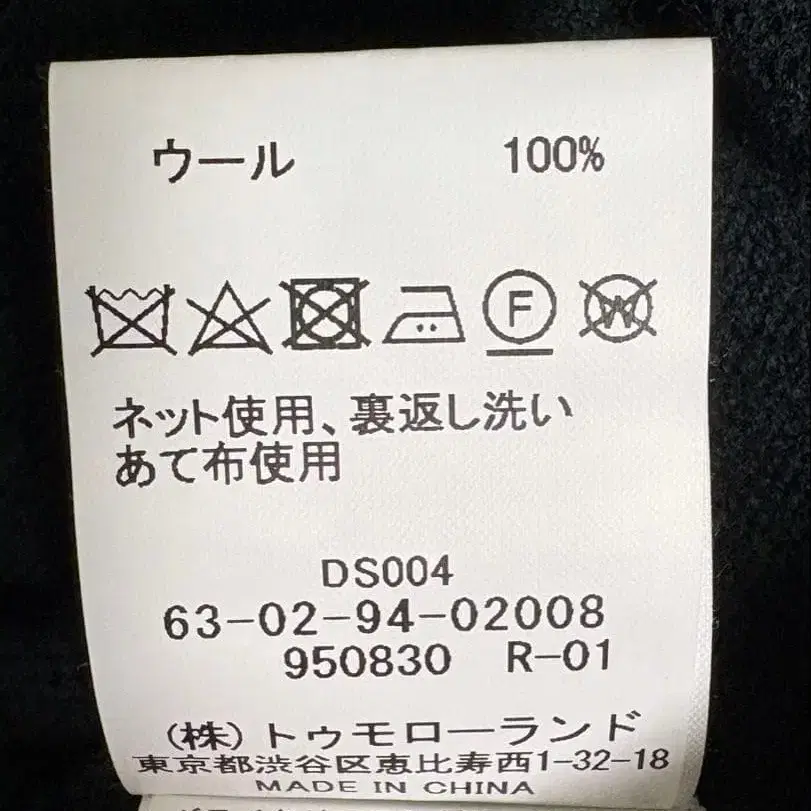 ウール 100%
F W
ネット使用、裏返し洗い
あて布使用
DS004
63-02-94-02008
950830 R-01
(株)トゥモローランド
東京都渋谷区恵比寿西1-32-18
MADE IN CHINA